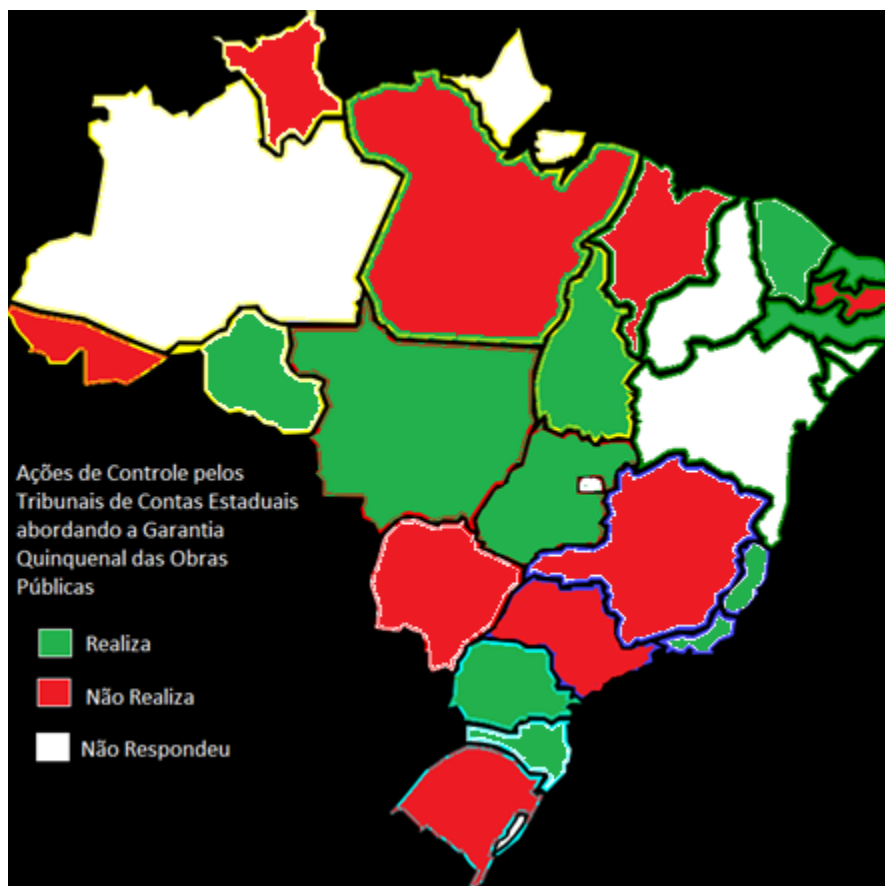 Ações de Controle pelos
Tribunais de Contas Estaduais
abordando a Garantia
Quinquenal das Obras
Públicas
Realiza
Não Realiza
Não Respondeu